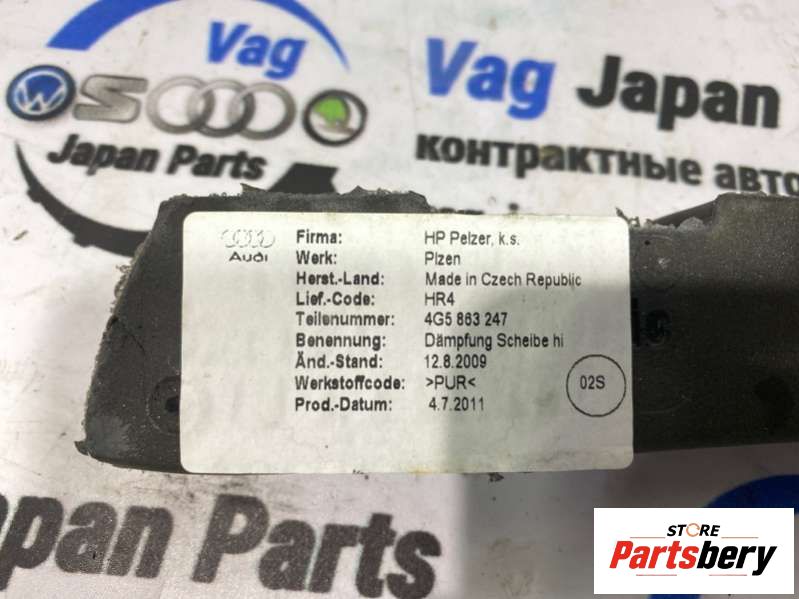 Vag
Japan Parts
Vag Japan
контрактные авто
Audi
Firma: HP Pelzer, k.s.
Werk: Plzen
Herst.-Land: Made in Czech Republic
Lief.-Code: HR4
Teilenummer: 4G5 863 247
Benennung: Dämpfung Scheibe hi
Änd.-Stand: 12.8.2009
Werkstoffcode: >PUR<
Prod.-Datum: 4.7.2011
02S
apan Parts
STORE
Partsbery